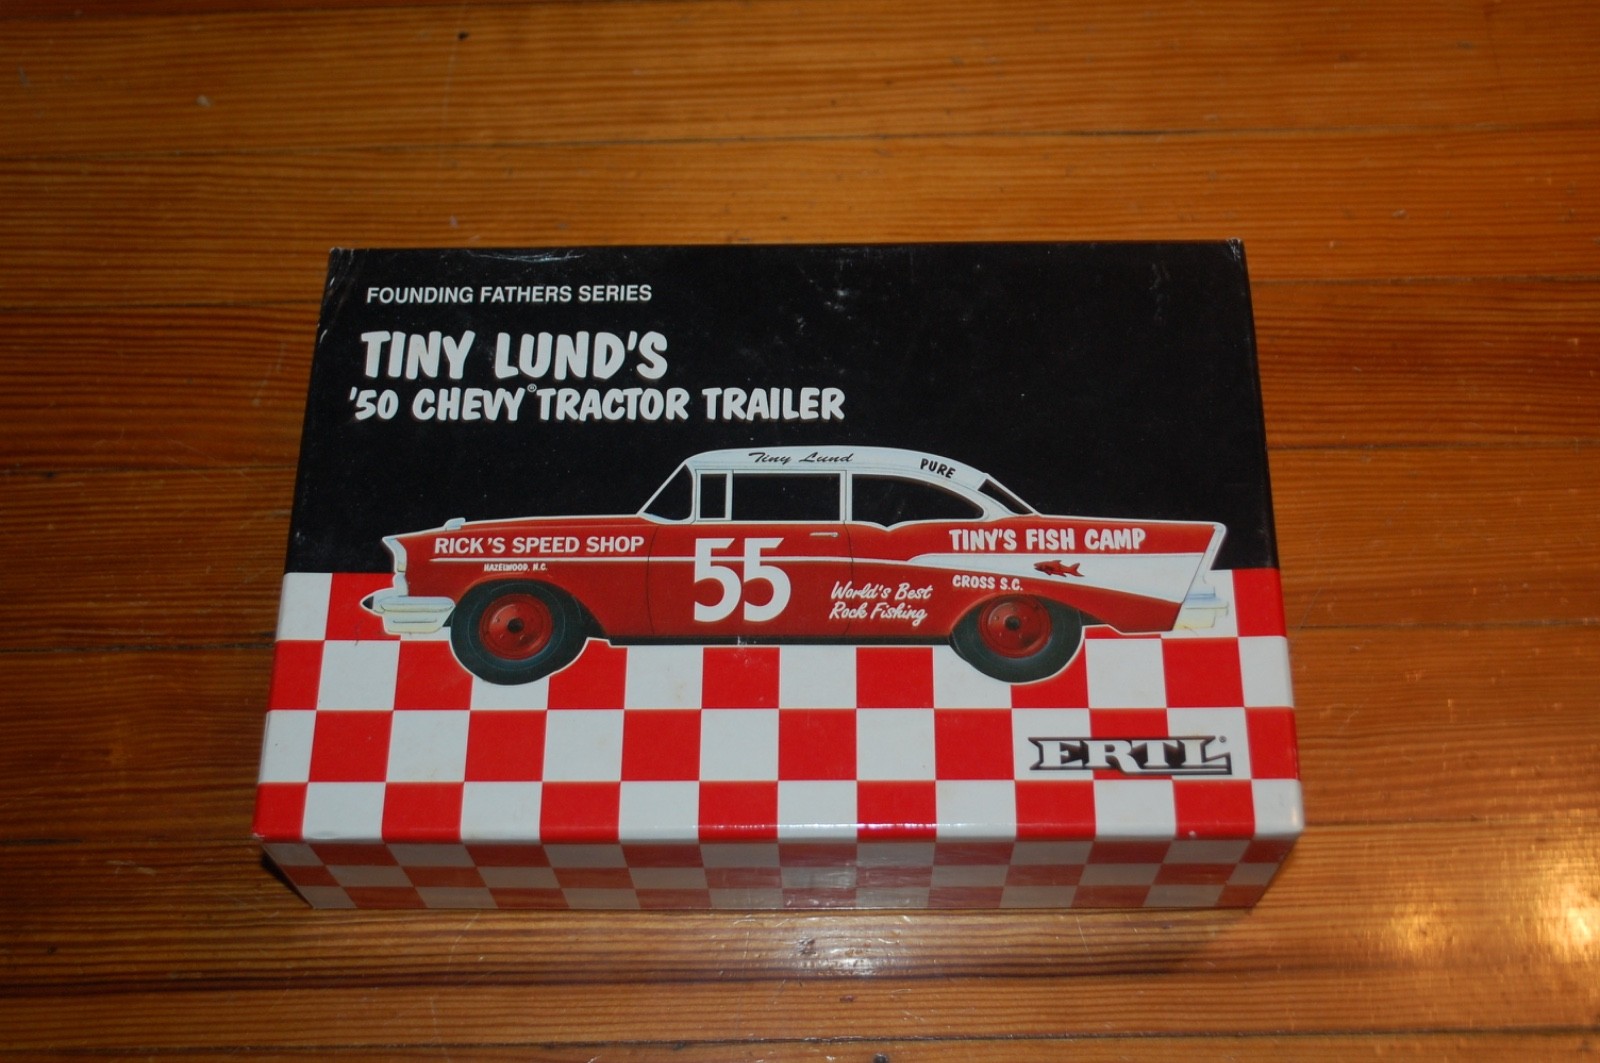 FOUNDING FATHERS SERIES
TINY LUND'S
'50 CHEVY® TRACTOR TRAILER
Tiny Lund
PURE
RICK'S SPEED SHOP
HAZELWOOD, N.C.
55
TINY'S FISH CAMP
CROSS S.C.
World's Best
Rock Fishing
ERTL®